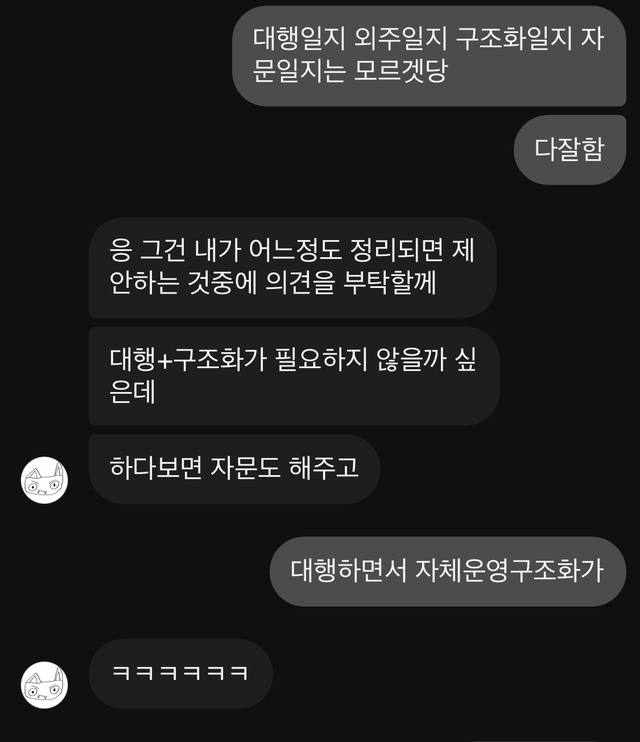 대행일지 외주일지 구조화일지 자
문일지는 모르겟당
다잘함
응 그건 내가 어느정도 정리되면 제
안하는 것중에 의견을 부탁할께
대행+구조화가 필요하지 않을까 싶
은데
하다보면 자문도 해주고
대행하면서 자체운영구조화가
ㅋㅋㅋㅋㅋㅋ